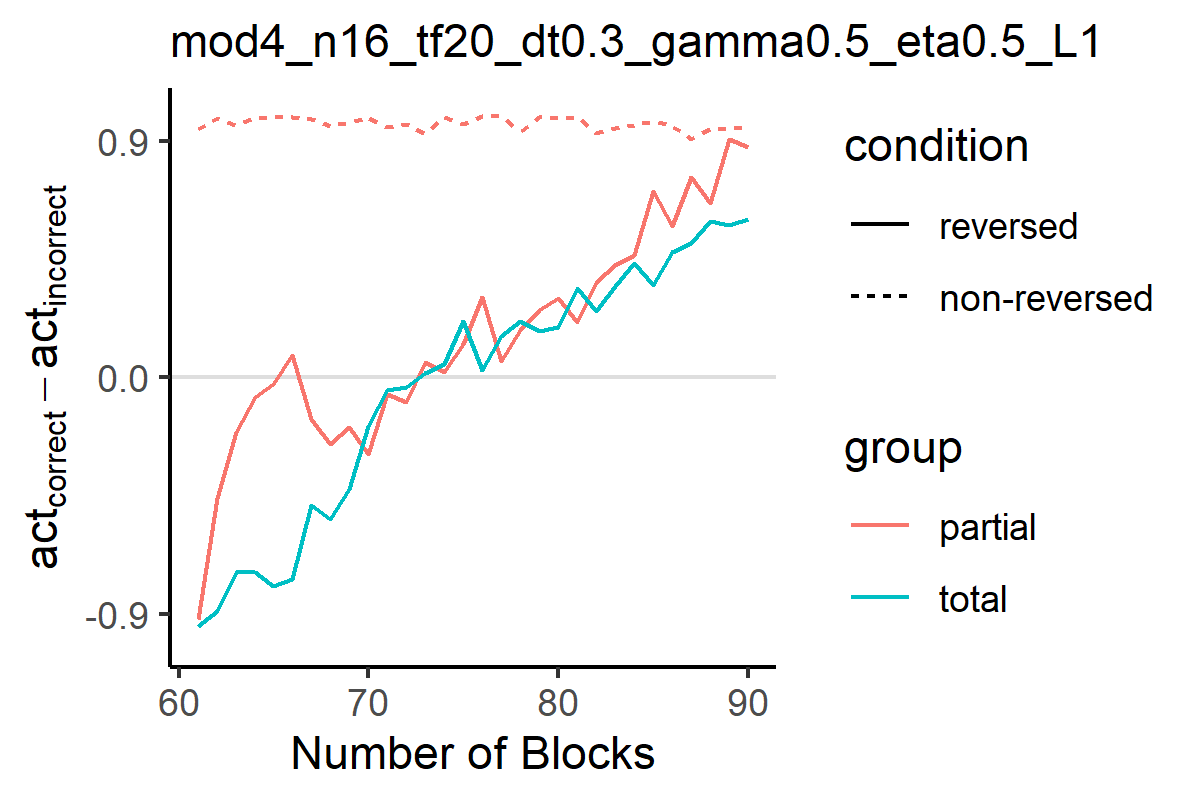 mod4_n16_tf20_dt0.3_gamma0.5_eta0.5_L1
act_correct − act_incorrect
0.9
0.0
-0.9
60 70 80 90
Number of Blocks
condition
reversed
non-reversed
group
partial
total